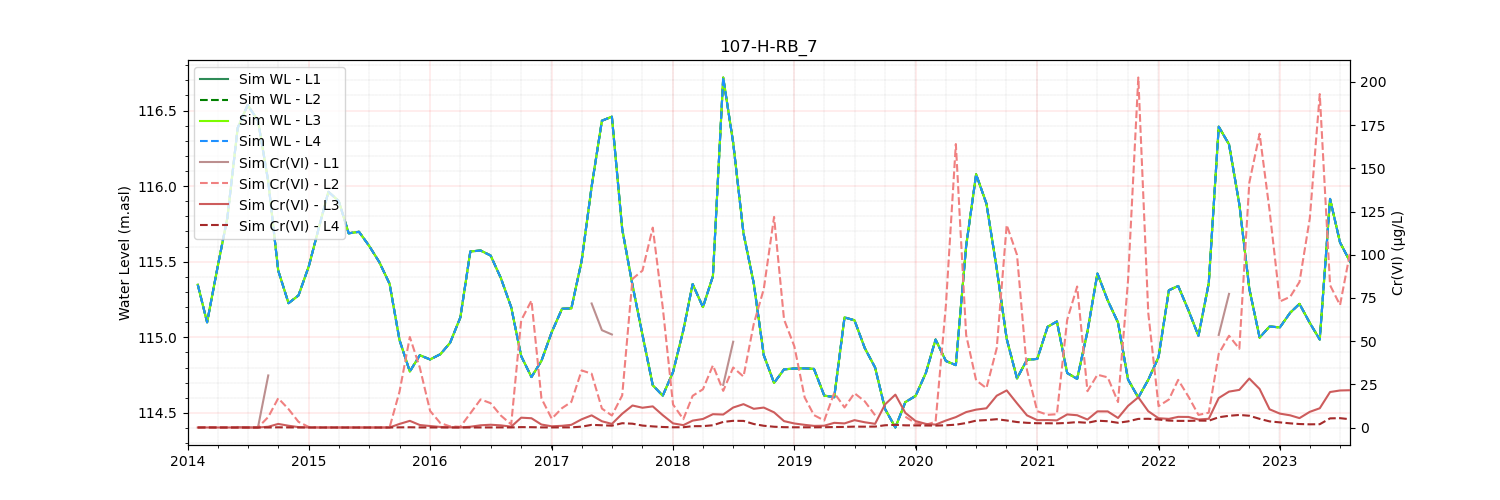 107-H-RB_7
Sim WL - L1
Sim WL - L2
Sim WL - L3
Sim WL - L4
Sim Cr(VI) - L1
Sim Cr(VI) - L2
Sim Cr(VI) - L3
Sim Cr(VI) - L4
Water Level (m.asl)
116.5
116.0
115.5
115.0
114.5
Cr(VI) (µg/L)
200
175
150
125
100
75
50
25
0
2014 2015 2016 2017 2018 2019 2020 2021 2022 2023